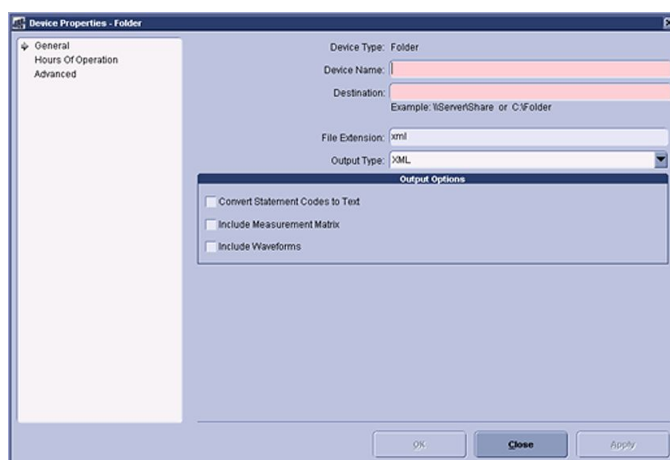 Device Properties - Folder
General
Hours Of Operation
Advanced
Device Type: Folder
Device Name:
Destination:
Example: \\Server\Share or C:\Folder
File Extension: xml
Output Type: XML
Output Options
Convert Statement Codes to Text
Include Measurement Matrix
Include Waveforms
OK Close Apply